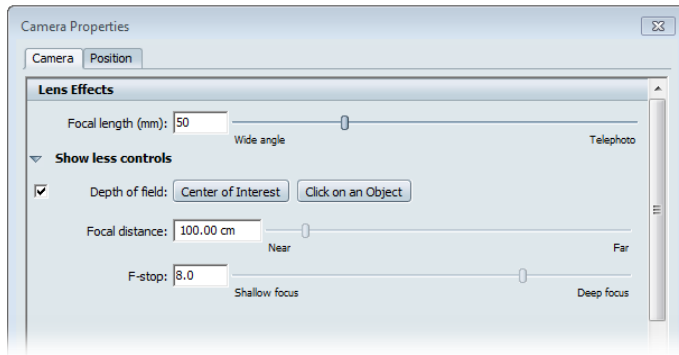 Camera Properties
Camera Position
Lens Effects
Focal length (mm): 50
Wide angle Telephoto
Show less controls
Depth of field: Center of Interest Click on an Object
Focal distance: 100.00 cm
Near Far
F-stop: 8.0
Shallow focus Deep focus